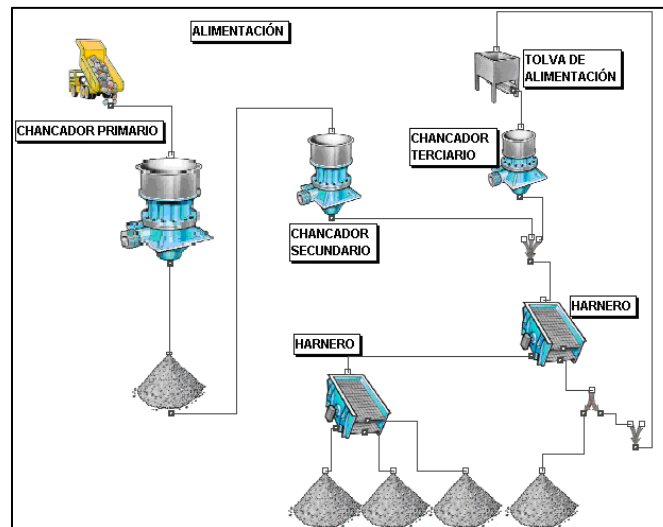 ALIMENTACIÓN
TOLVA DE
ALIMENTACIÓN
CHANCADOR PRIMARIO
CHANCADOR
TERCIARIO
CHANCADOR
SECUNDARIO
HARNERO
HARNERO